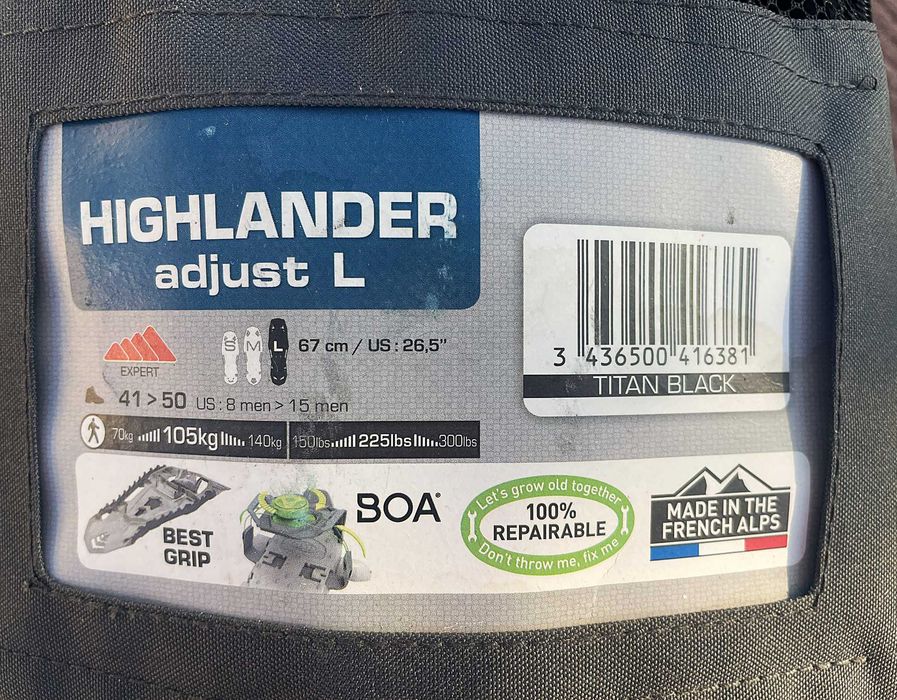 HIGHLANDER
adjust L
EXPERT
S M L 67 cm / US : 26,5”
41 > 50 US : 8 men > 15 men
70kg 105kg 140kg 150lbs 225lbs 300lbs
3 436500 416381
TITAN BLACK
BEST
GRIP
BOA®
Let's grow old together
100%
REPAIRABLE
Don't throw me, fix me
MADE IN THE
FRENCH ALPS